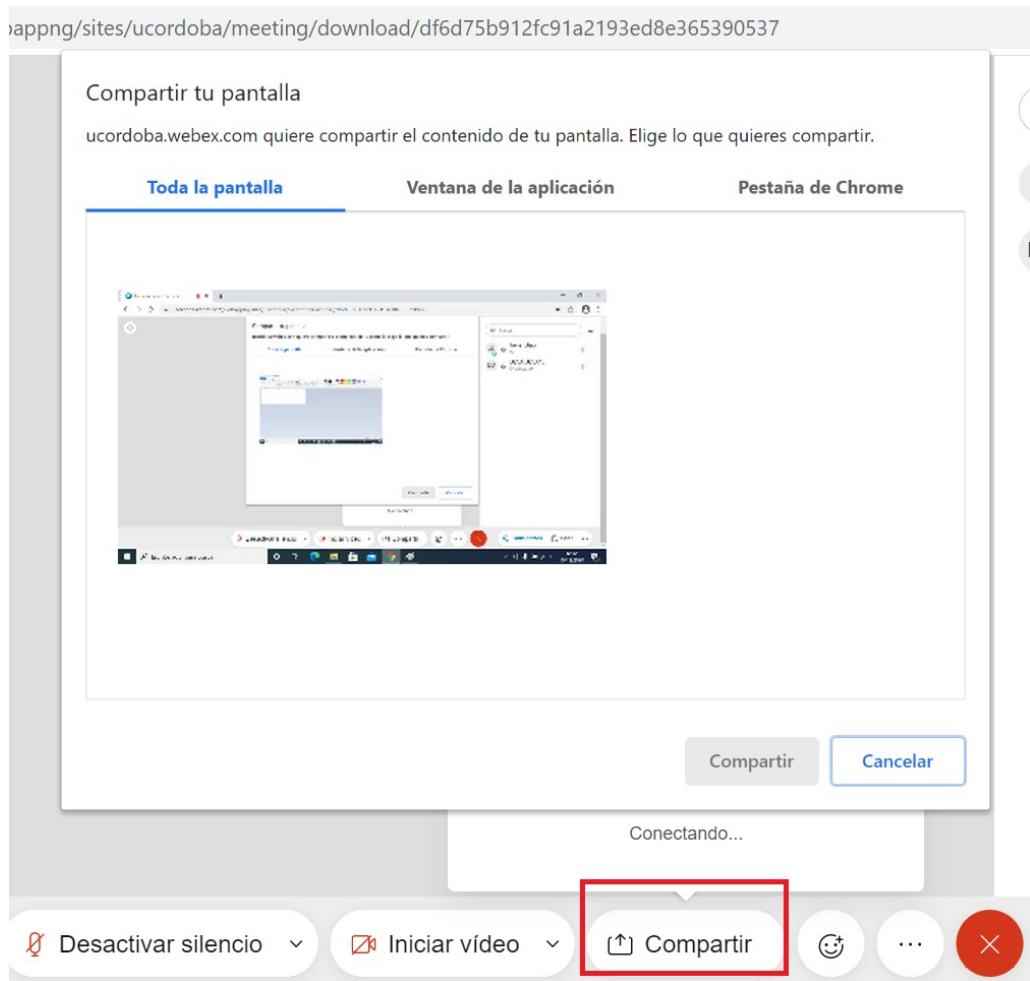 appng/sites/ucordoba/meeting/download/df6d75b912fc91a2193ed8e365390537
Compartir tu pantalla
ucordoba.webex.com quiere compartir el contenido de tu pantalla. Elige lo que quieres compartir.
Toda la pantalla Ventana de la aplicación Pestaña de Chrome
Compartir Cancelar
Conectando...
Desactivar silencio Iniciar vídeo Compartir